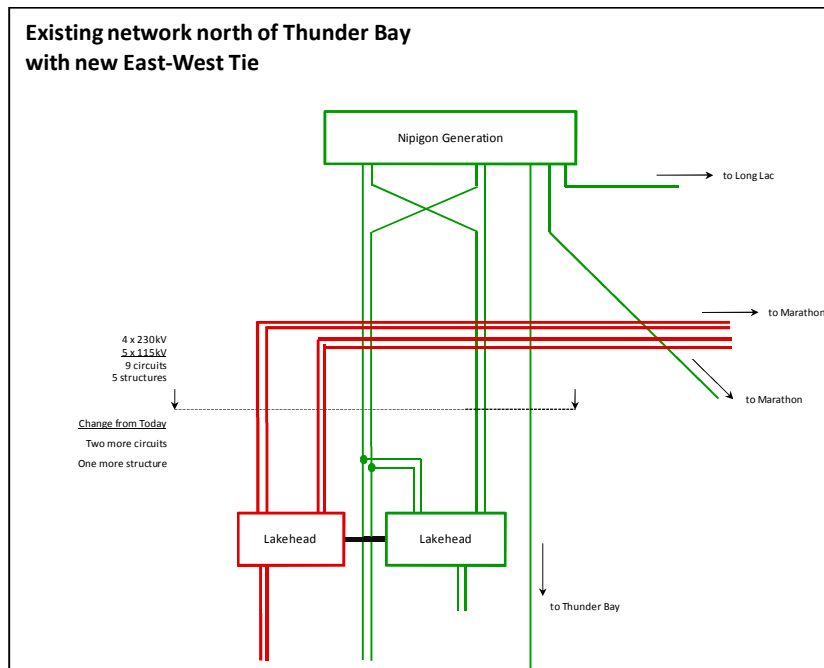 Existing network north of Thunder Bay
with new East-West Tie
Nipigon Generation
to Long Lac
to Marathon
4 x 230kV
5 x 115kV
9 circuits
5 structures
to Marathon
Change from Today
Two more circuits
One more structure
Lakehead
Lakehead
to Thunder Bay